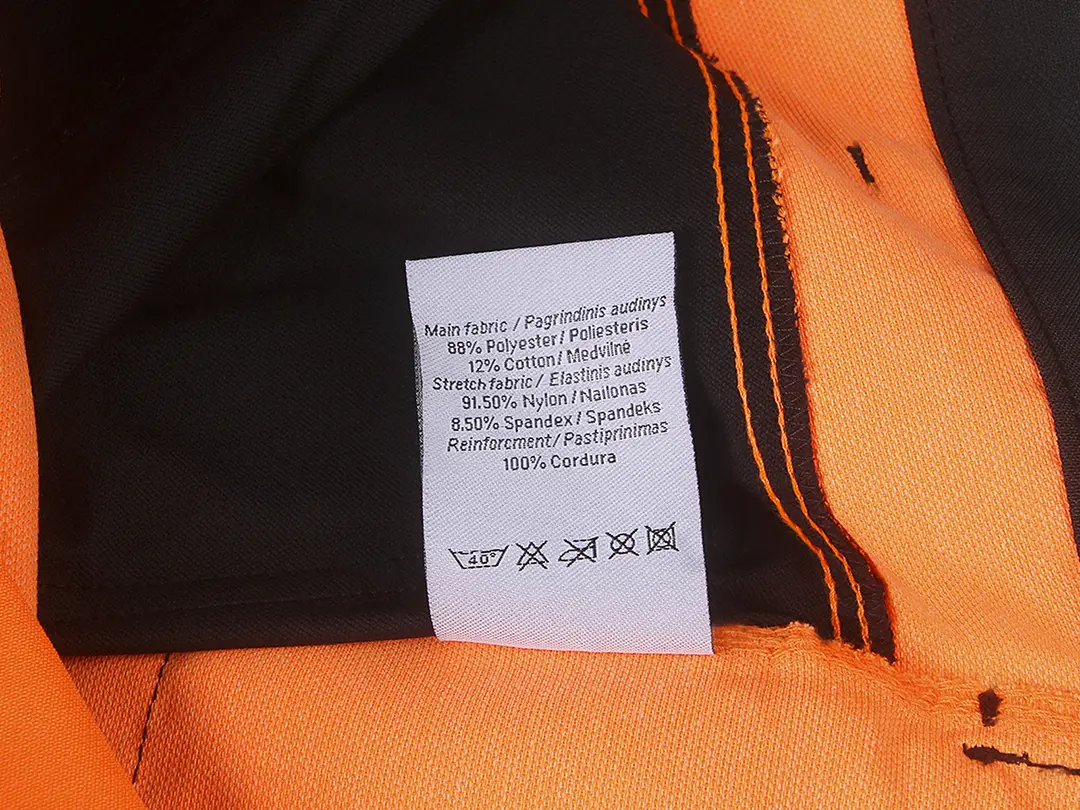 Main fabric / Pagrindinis audinys
88% Polyester / Poliesteris
12% Cotton / Medvilnė
Stretch fabric / Elastinis audinys
91.50% Nylon / Nailonas
8.50% Spandex / Spandeks
Reinforcment / Pastiprinimas
100% Cordura
40°